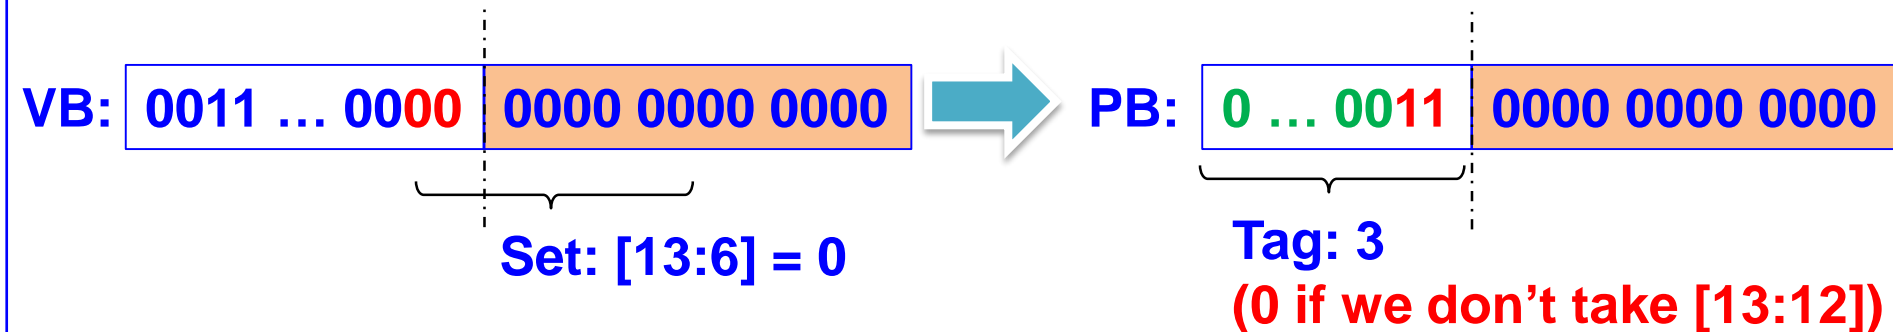 VB: 0011 … 0000 0000 0000 0000 PB: 0 … 0011 0000 0000 0000
Set: [13:6] = 0
Tag: 3
(0 if we don’t take [13:12])